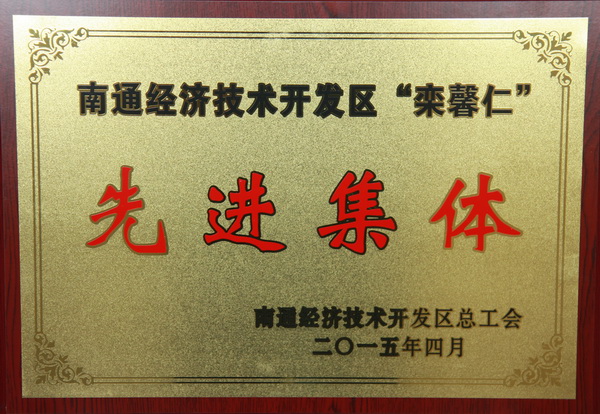 南通经济技术开发区“栾馨仁”
先进集体
南通经济技术开发区总工会
二〇一五年四月